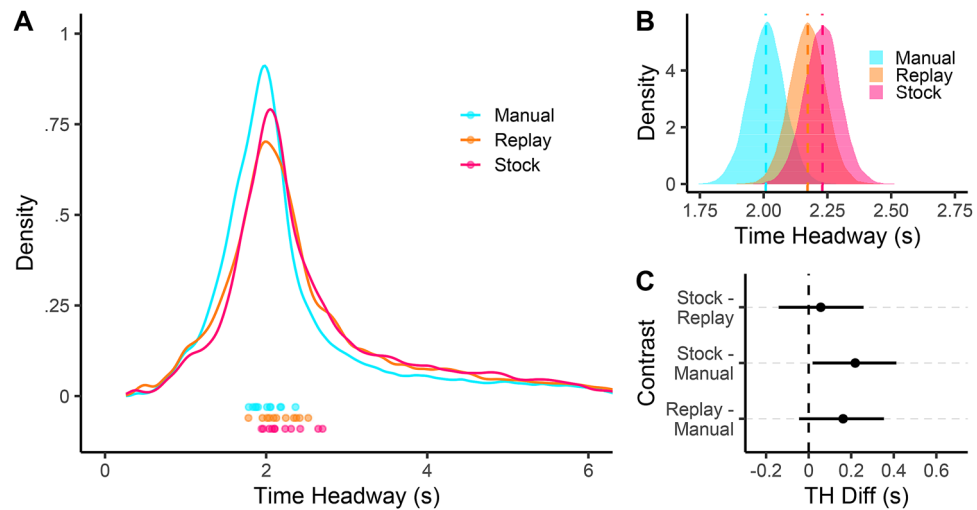 A
1
.75
.5
.25
0
Density
0
2
4
6
Time Headway (s)
Manual
Replay
Stock
B
4
2
0
Density
1.75
2.00
2.25
2.50
2.75
Time Headway (s)
Manual
Replay
Stock
C
Contrast
Stock -
Replay
Stock -
Manual
Replay -
Manual
-0.2
0
0.2
0.4
0.6
TH Diff (s)